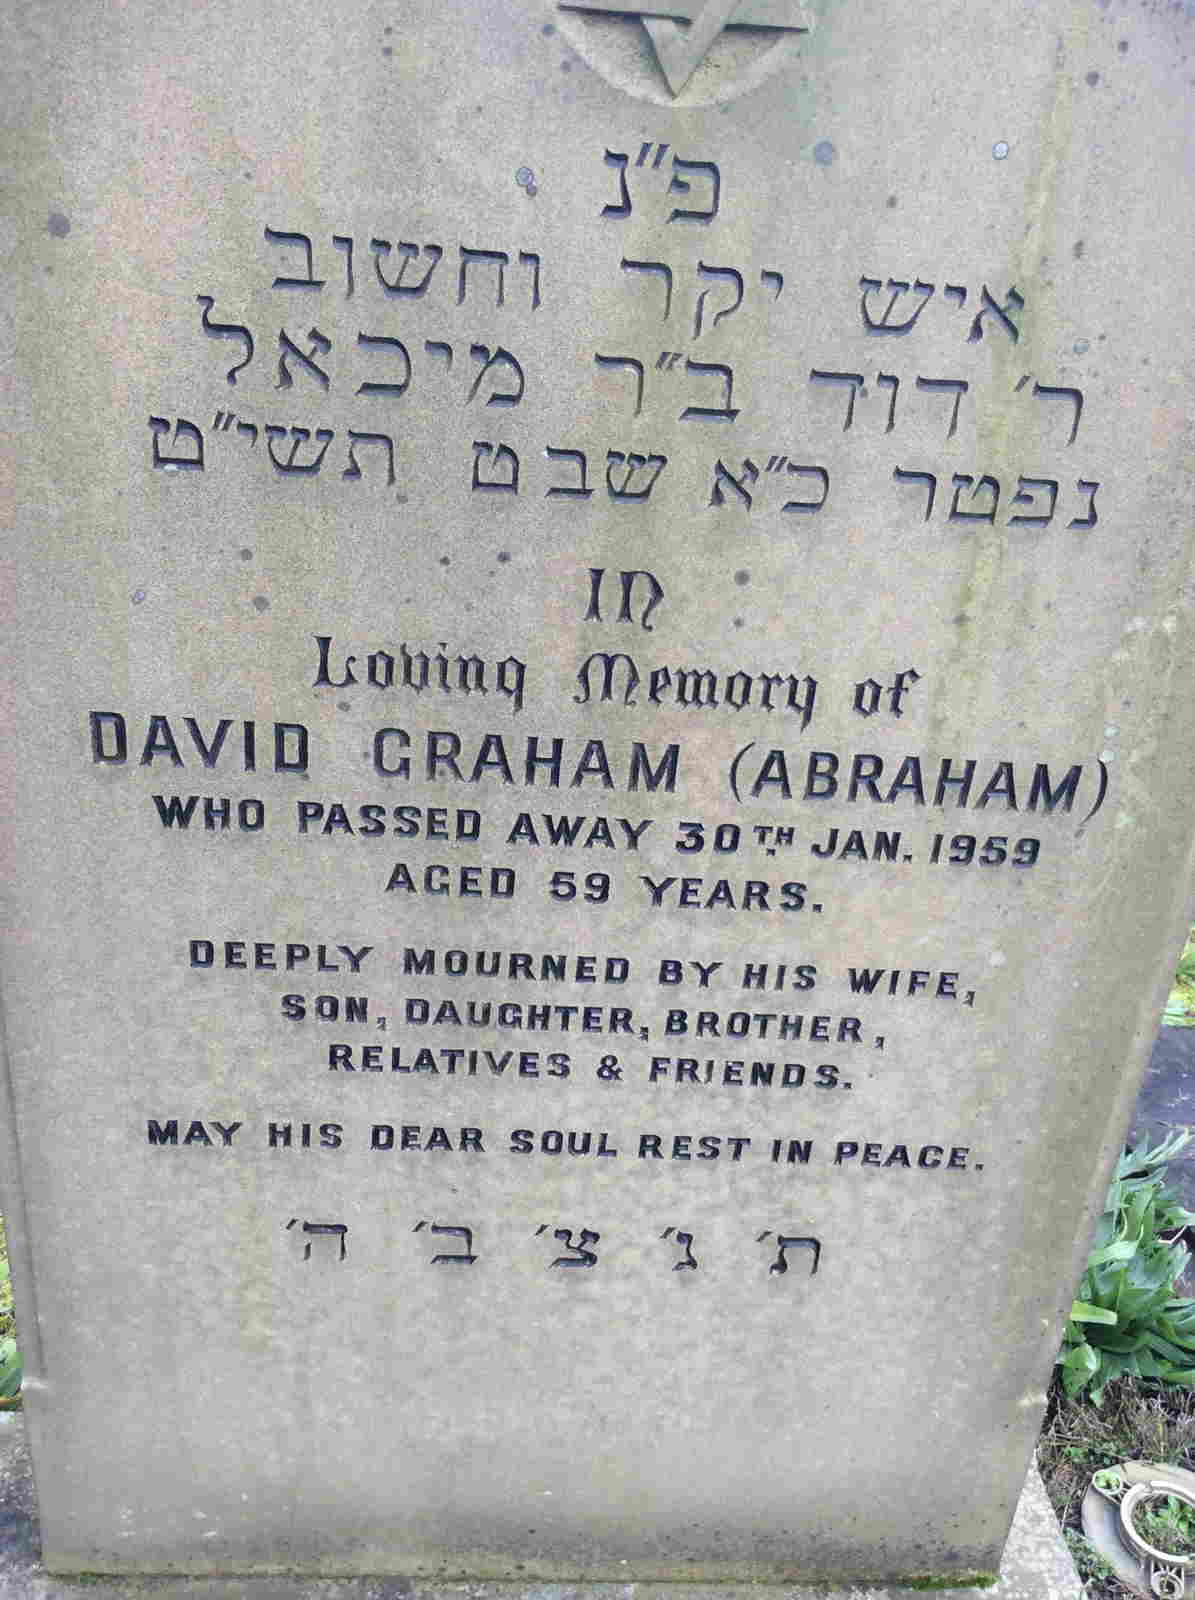 פ״נ
איש יקר וחשוב
ר׳ דוד ב״ר מיכאל
נפטר כ״א שבט תשי״ט
IN
Loving Memory of
DAVID GRAHAM (ABRAHAM)
WHO PASSED AWAY 30TH JAN. 1959
AGED 59 YEARS.
DEEPLY MOURNED BY HIS WIFE,
SON, DAUGHTER, BROTHER,
RELATIVES & FRIENDS.
MAY HIS DEAR SOUL REST IN PEACE.
ת׳ נ׳ צ׳ ב׳ ה׳